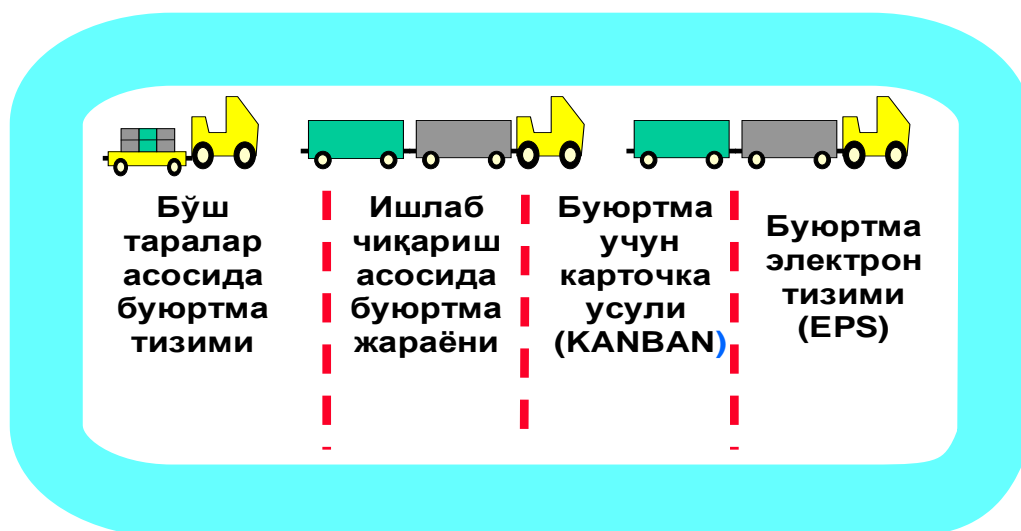 Бўш
таралар
асосида
буюртма
тизими
Ишлаб
чиқариш
асосида
буюртма
жараёни
Буюртма
учун
карточка
усули
(KANBAN)
Буюртма
электрон
тизими
(EPS)